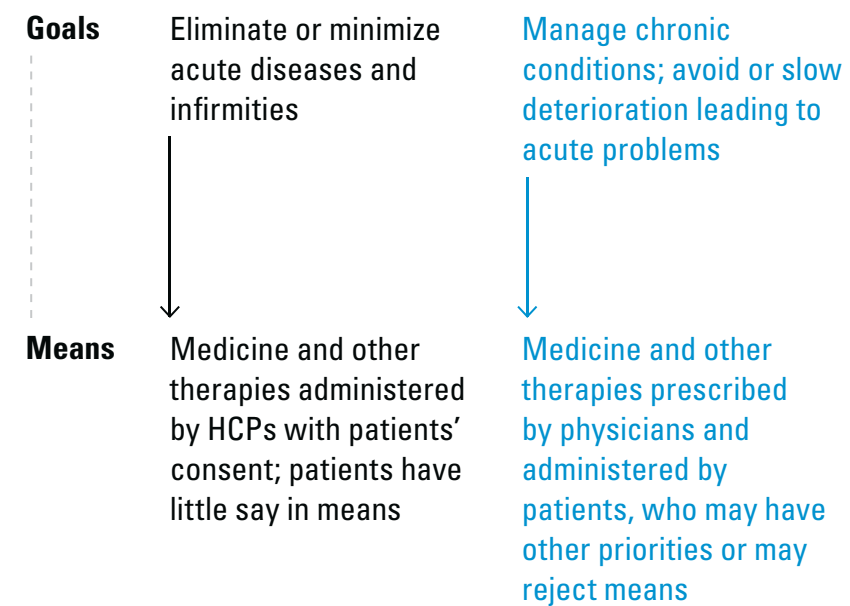 Goals
Eliminate or minimize
acute diseases and
infirmities
Manage chronic
conditions; avoid or slow
deterioration leading to
acute problems
Means
Medicine and other
therapies administered
by HCPs with patients’
consent; patients have
little say in means
Medicine and other
therapies prescribed
by physicians and
administered by
patients, who may have
other priorities or may
reject means